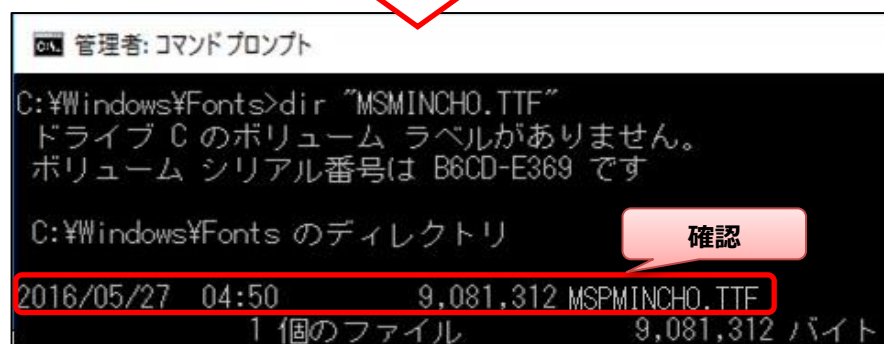 管理者: コマンド プロンプト
C:¥Windows¥Fonts>dir "MSMINCHO.TTF"
ドライブ C のボリューム ラベルがありません。
ボリューム シリアル番号は B6CD-E369 です
C:¥Windows¥Fonts のディレクトリ
確認
2016/05/27 04:50 9,081,312 MSPMINCHO.TTF
1 個のファイル 9,081,312 バイト